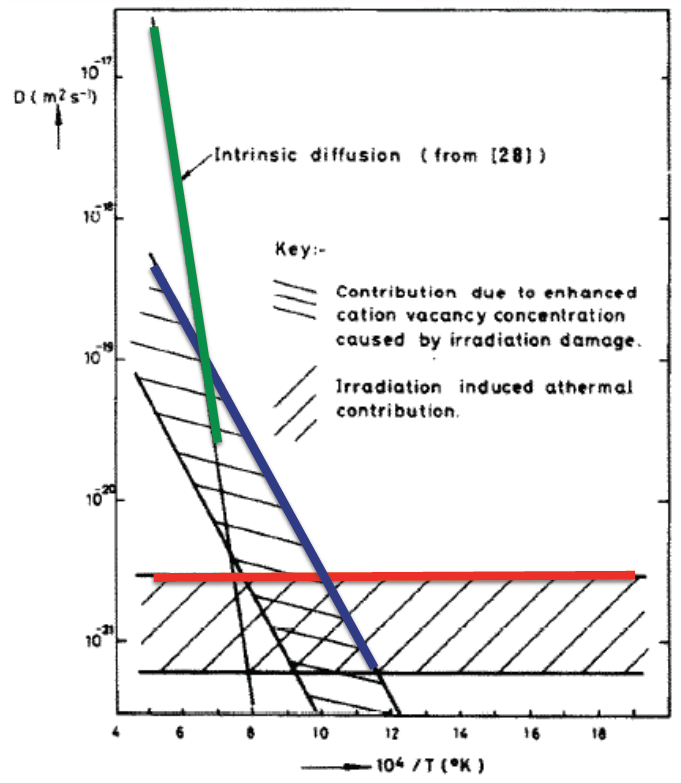 10⁻¹⁷
D ( m² s⁻¹)
Intrinsic diffusion ( from [28] )
10⁻¹⁸
Key:-
Contribution due to enhanced
cation vacancy concentration
caused by irradiation damage.
10⁻¹⁹
Irradiation induced athermal
contribution.
10⁻²⁰
10⁻²¹
4 6 8 10 12 14 16 18
10⁴ /T (°K)